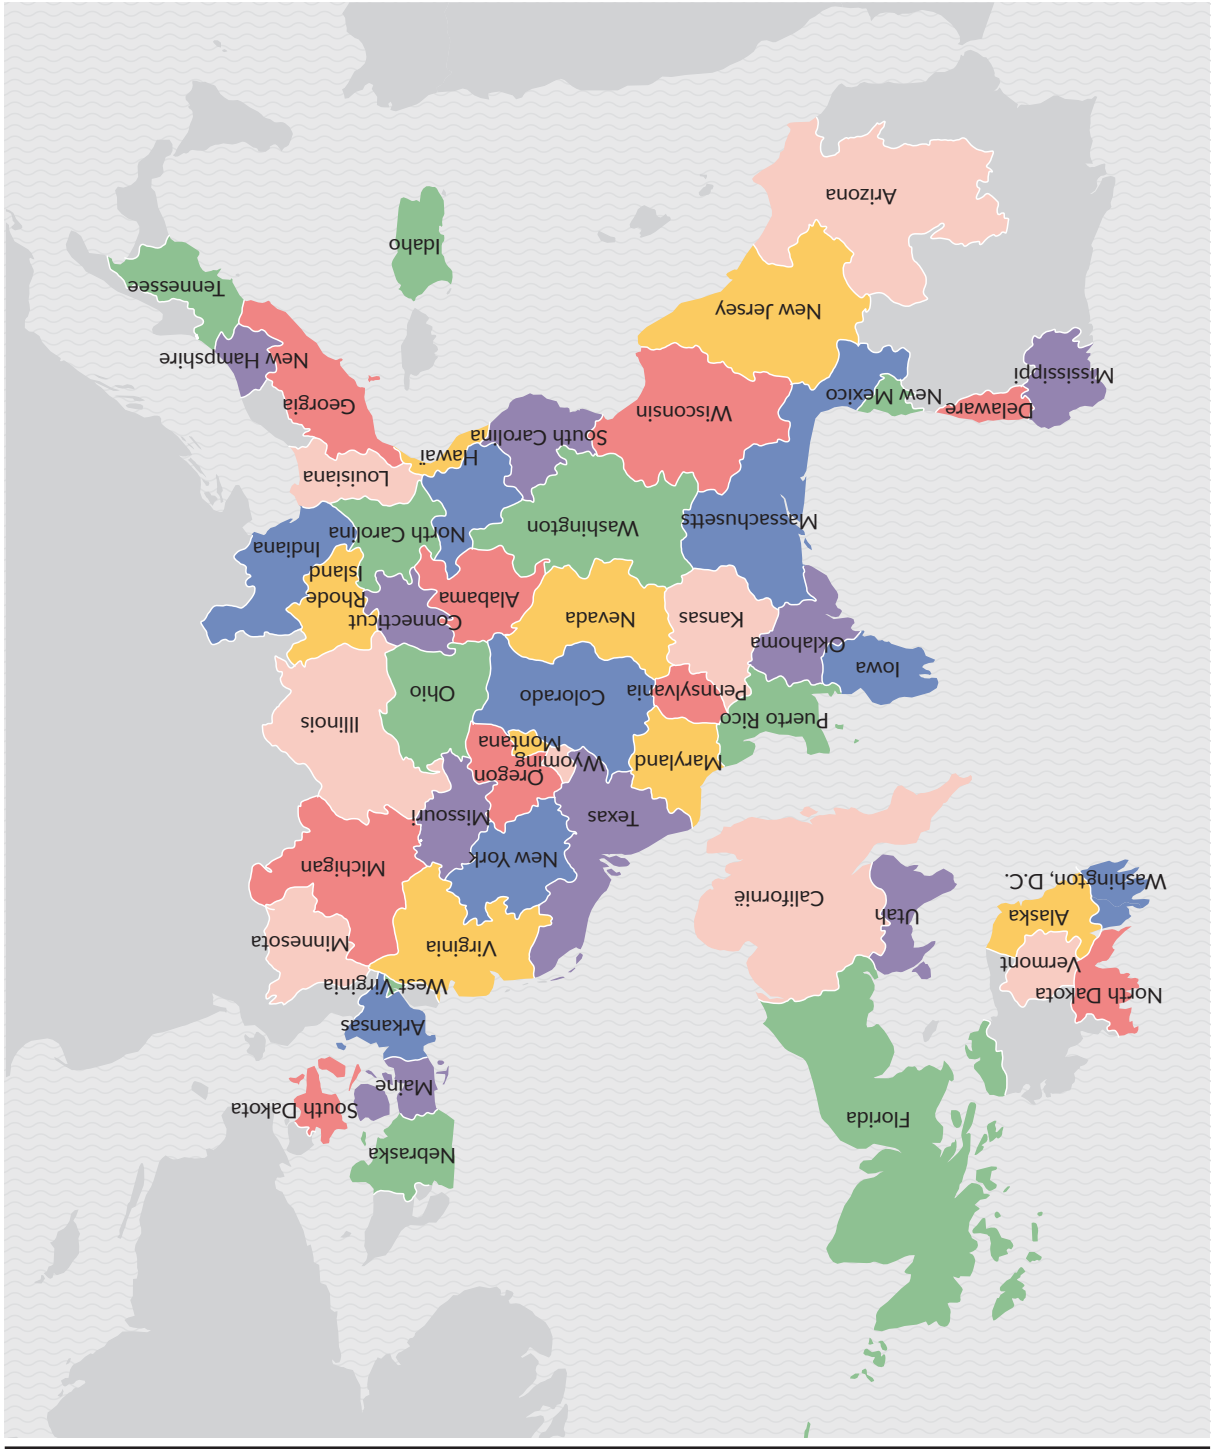 Nebraska
Florida
South Dakota
Maine
Arkansas
North Dakota
West Virginia
Vermont
Virginia
Minnesota
Alaska
Utah
Californië
Washington, D.C.
Michigan
New York
Texas
Missouri
Oregon
Maryland
Wyoming
Montana
Illinois
Puerto Rico
Colorado
Ohio
Pennsylvania
Iowa
Oklahoma
Connecticut
Kansas
Nevada
Alabama
Rhode
Island
Indiana
North Carolina
Washington
Massachusetts
Louisiana
Hawaï
South Carolina
Wisconsin
Delaware
Georgia
New Mexico
Mississippi
New Hampshire
New Jersey
Tennessee
Idaho
Arizona